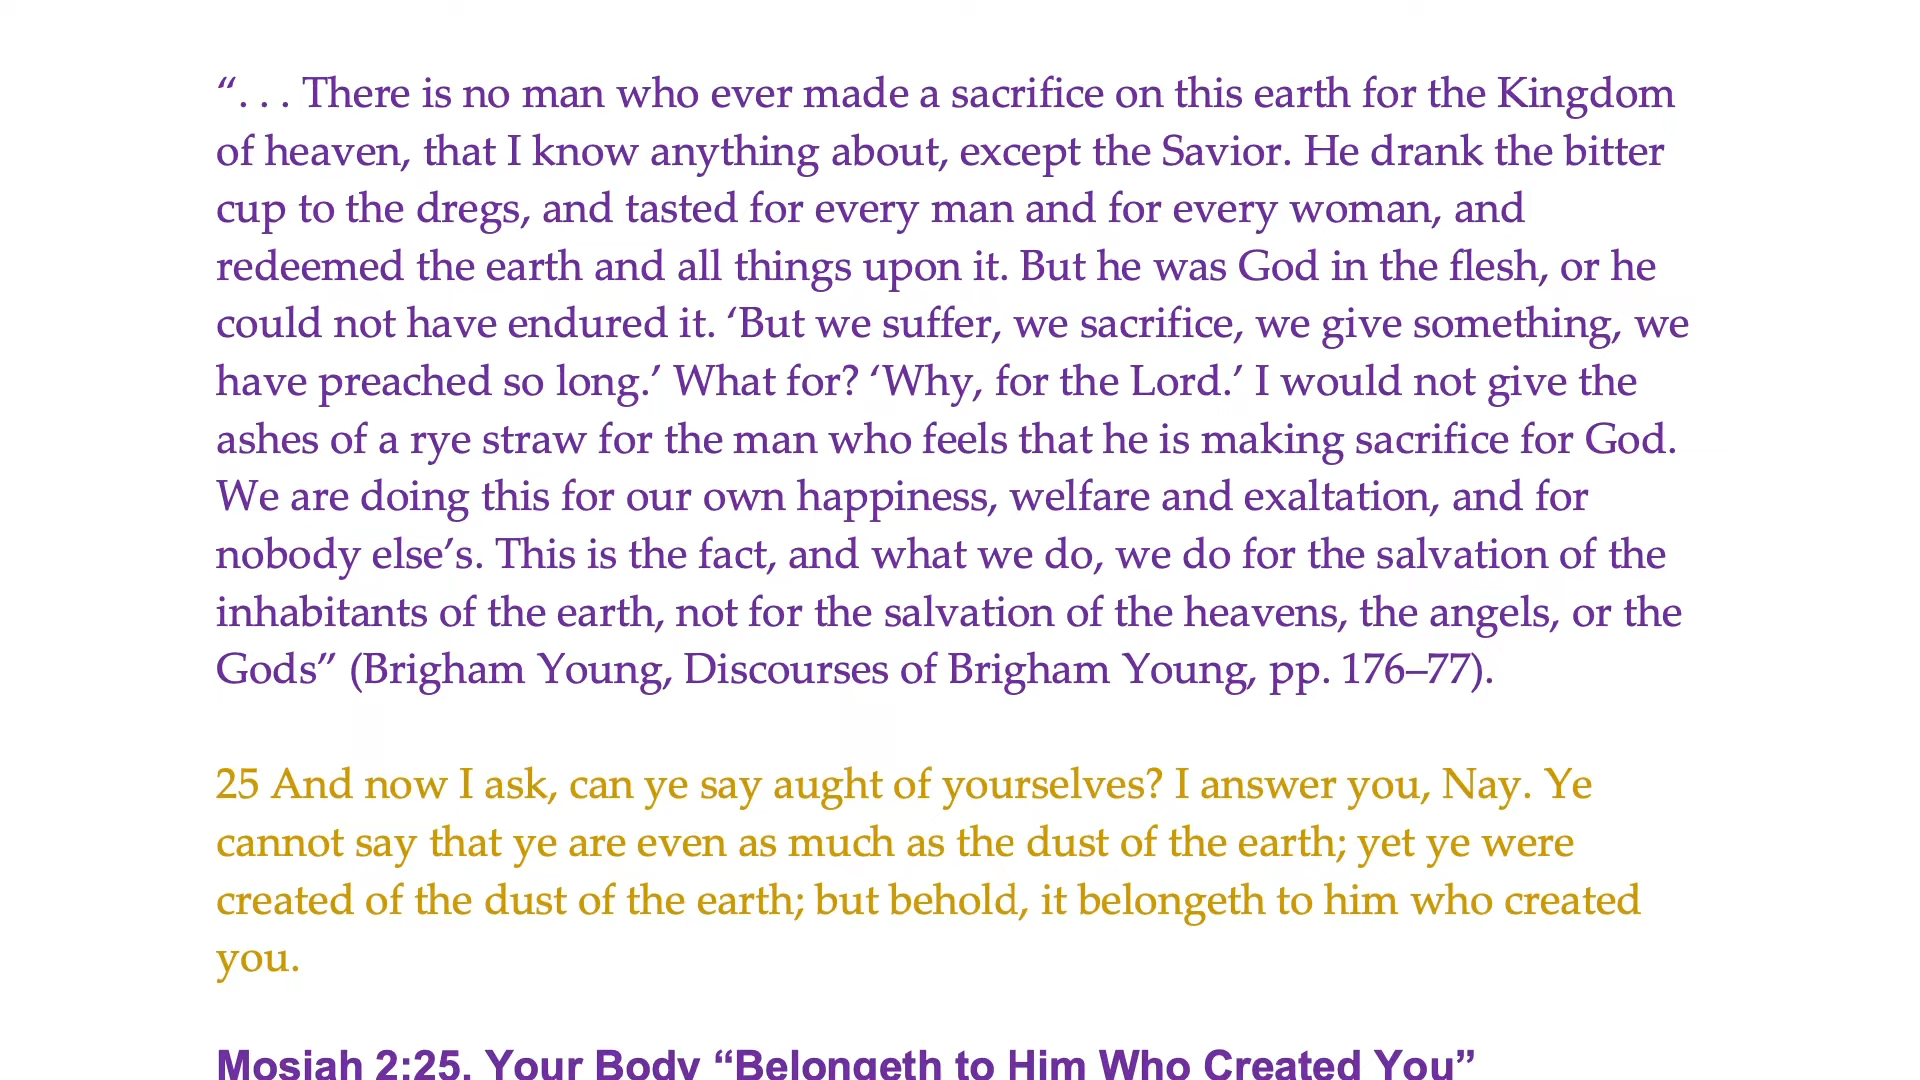 “. . . There is no man who ever made a sacrifice on this earth for the Kingdom
of heaven, that I know anything about, except the Savior. He drank the bitter
cup to the dregs, and tasted for every man and for every woman, and
redeemed the earth and all things upon it. But he was God in the flesh, or he
could not have endured it. ‘But we suffer, we sacrifice, we give something, we
have preached so long.’ What for? ‘Why, for the Lord.’ I would not give the
ashes of a rye straw for the man who feels that he is making sacrifice for God.
We are doing this for our own happiness, welfare and exaltation, and for
nobody else’s. This is the fact, and what we do, we do for the salvation of the
inhabitants of the earth, not for the salvation of the heavens, the angels, or the
Gods” (Brigham Young, Discourses of Brigham Young, pp. 176–77).
25 And now I ask, can ye say aught of yourselves? I answer you, Nay. Ye
cannot say that ye are even as much as the dust of the earth; yet ye were
created of the dust of the earth; but behold, it belongeth to him who created
you.
Mosiah 2:25. Your Body “Belongeth to Him Who Created You”